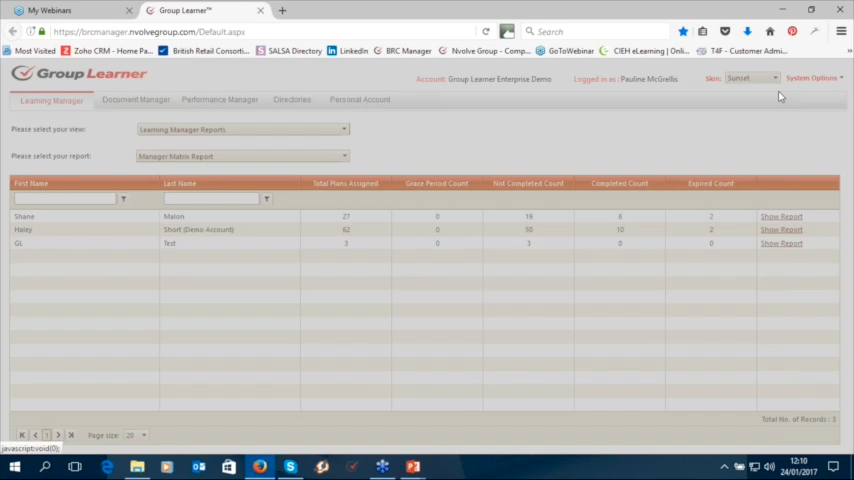 My Webinars
Group Learner™
https://brcmanager.nvolvegroup.com/Default.aspx
Search
Most Visited
Zoho CRM - Home Pa...
British Retail Consorti...
SALSA Directory
LinkedIn
BRC Manager
Nvolve Group - Comp...
GoToWebinar
CIEH eLearning | Onli...
T4F - Customer Admi...
Group Learner™
Account: Group Learner Enterprise Demo
Logged in as : Pauline McGrellis
Skin: Sunset
System Options
Learning Manager Document Manager Performance Manager Directories Personal Account
Please select your view: Learning Manager Reports
Please select your report: Manager Matrix Report
First Name Last Name Total Plans Assigned Grace Period Count Not Completed Count Completed Count Expired Count
Shane Malon 27 0 19 6 2 Show Report
Haley Short (Demo Account) 62 0 50 10 2 Show Report
GL Test 3 0 3 0 0 Show Report
Total No. of Records : 3
1 Page size: 20
javascript:void(0);
12:10
24/01/2017